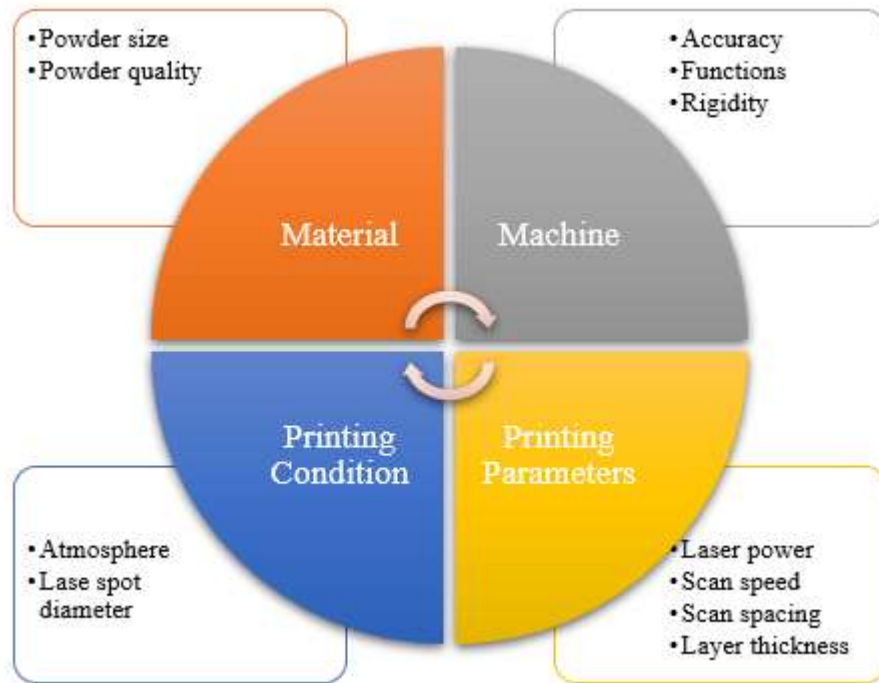 • Powder size
• Powder quality
• Accuracy
• Functions
• Rigidity
Material
Machine
Printing
Condition
Printing
Parameters
• Atmosphere
• Lase spot
diameter
• Laser power
• Scan speed
• Scan spacing
• Layer thickness